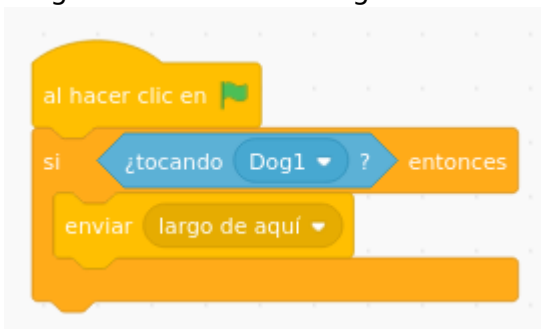 al hacer clic en
si ¿tocando Dog1 ? entonces
enviar largo de aquí